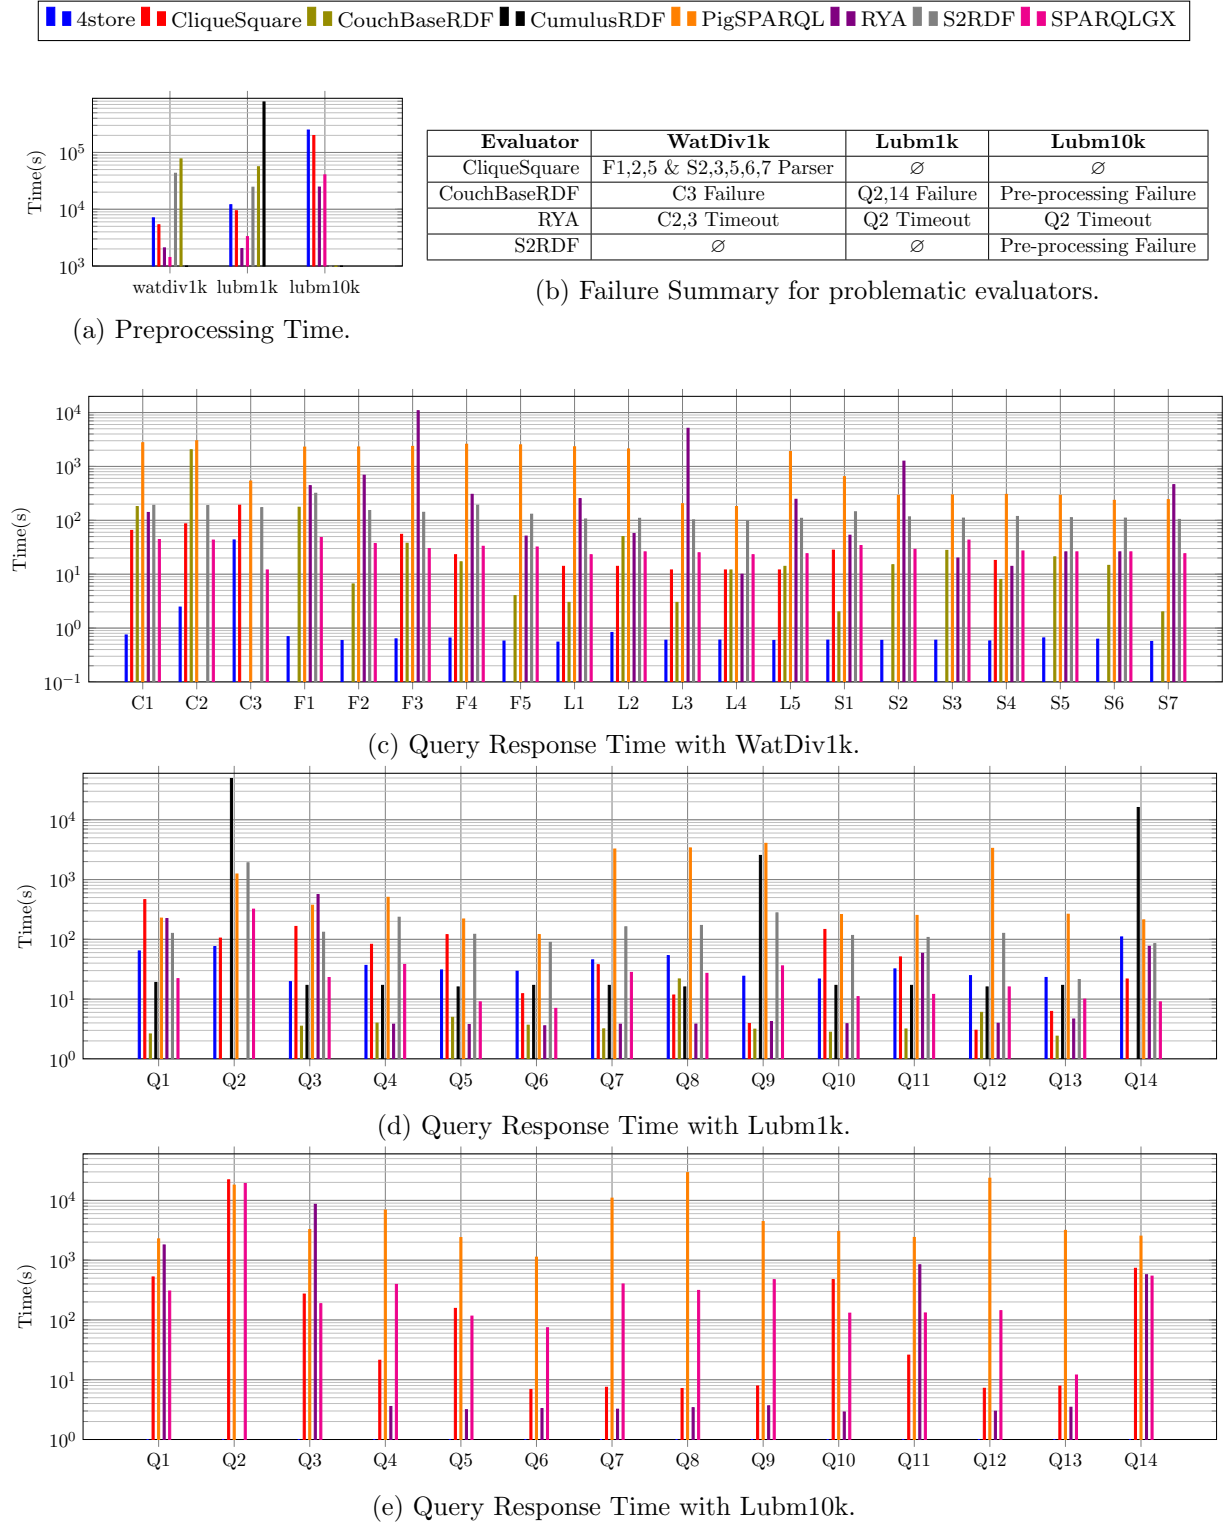 4store CliqueSquare CouchBaseRDF CumulusRDF PigSPARQL RYA S2RDF SPARQLGX
Time(s)
10^5
10^4
10^3
watdiv1k lubm1k lubm10k
(a) Preprocessing Time.
Evaluator WatDiv1k Lubm1k Lubm10k
CliqueSquare F1,2,5 & S2,3,5,6,7 Parser ∅ ∅
CouchBaseRDF C3 Failure Q2,14 Failure Pre-processing Failure
RYA C2,3 Timeout Q2 Timeout Q2 Timeout
S2RDF ∅ ∅ Pre-processing Failure
(b) Failure Summary for problematic evaluators.
Time(s)
10^4
10^3
10^2
10^1
10^0
10^−1
C1 C2 C3 F1 F2 F3 F4 F5 L1 L2 L3 L4 L5 S1 S2 S3 S4 S5 S6 S7
(c) Query Response Time with WatDiv1k.
Time(s)
10^4
10^3
10^2
10^1
10^0
Q1 Q2 Q3 Q4 Q5 Q6 Q7 Q8 Q9 Q10 Q11 Q12 Q13 Q14
(d) Query Response Time with Lubm1k.
Time(s)
10^4
10^3
10^2
10^1
10^0
Q1 Q2 Q3 Q4 Q5 Q6 Q7 Q8 Q9 Q10 Q11 Q12 Q13 Q14
(e) Query Response Time with Lubm10k.